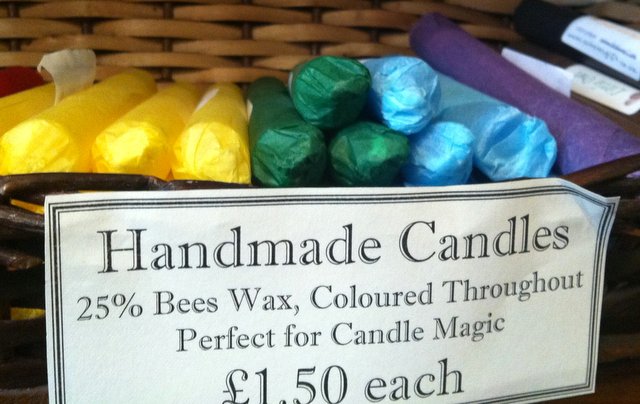 Handmade Candles
25% Bees Wax, Coloured Throughout
Perfect for Candle Magic
£1.50 each